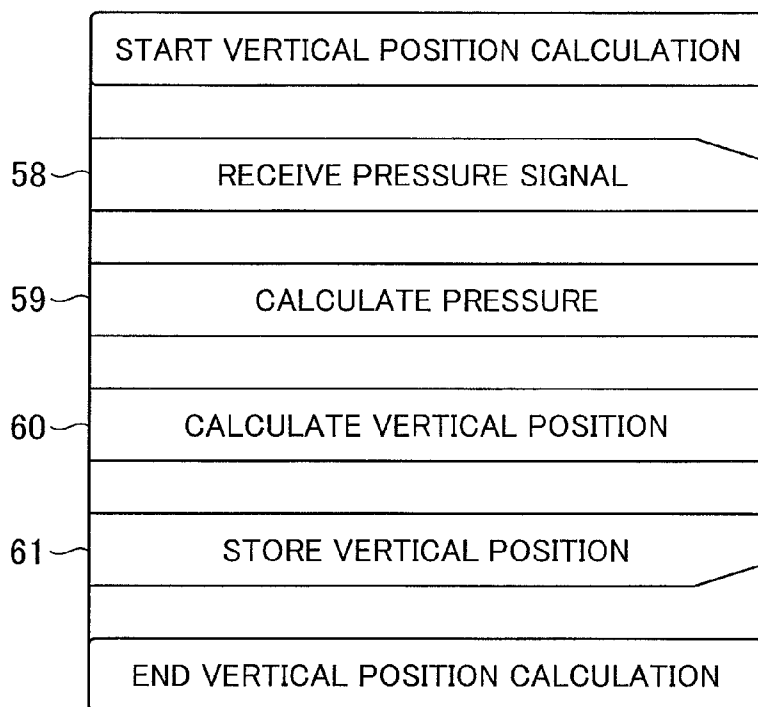 START VERTICAL POSITION CALCULATION
58 RECEIVE PRESSURE SIGNAL
59 CALCULATE PRESSURE
60 CALCULATE VERTICAL POSITION
61 STORE VERTICAL POSITION
END VERTICAL POSITION CALCULATION